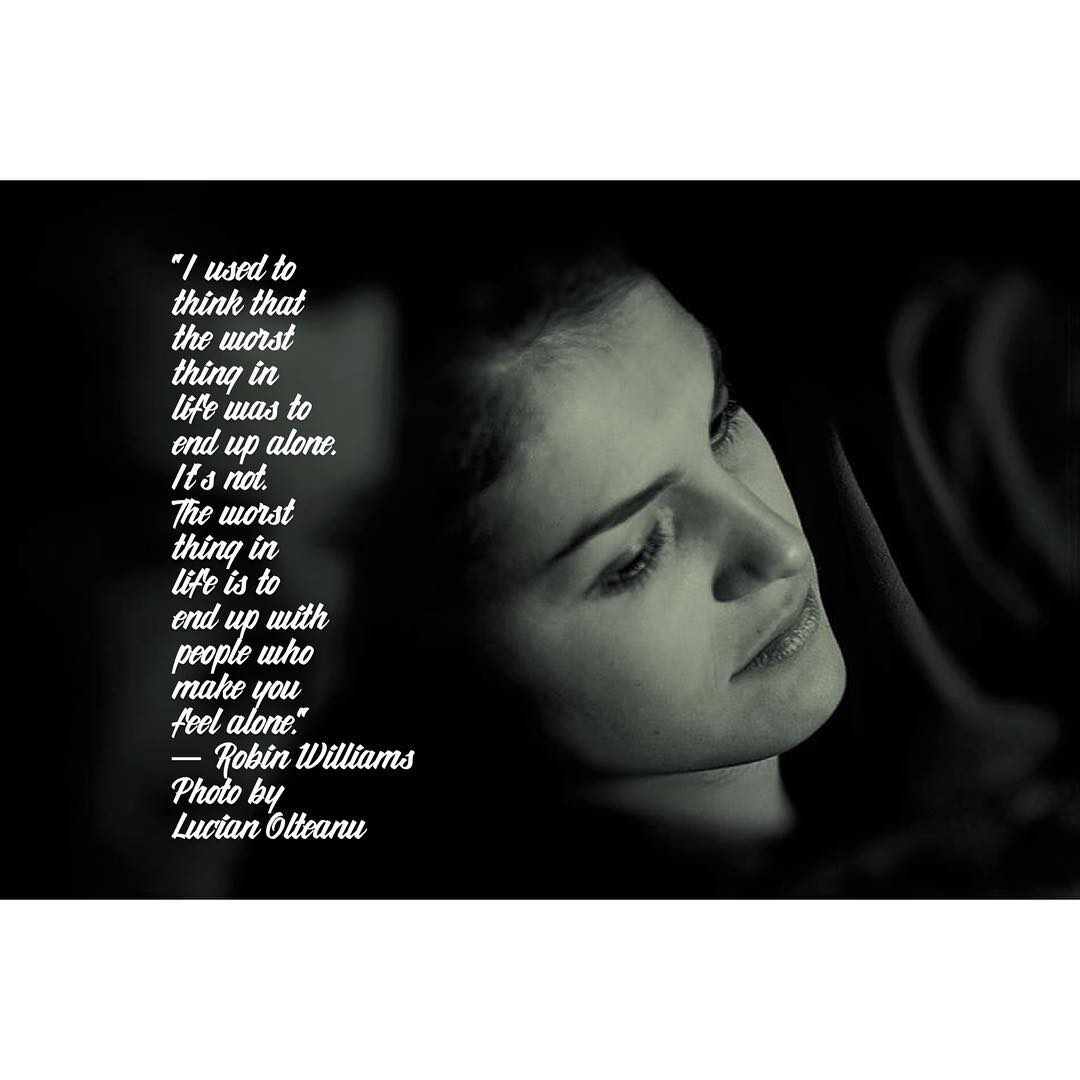 "I used to
think that
the worst
thing in
life was to
end up alone.
It's not.
The worst
thing in
life is to
end up with
people who
make you
feel alone."
— Robin Williams
Photo by
Lucian Olteanu